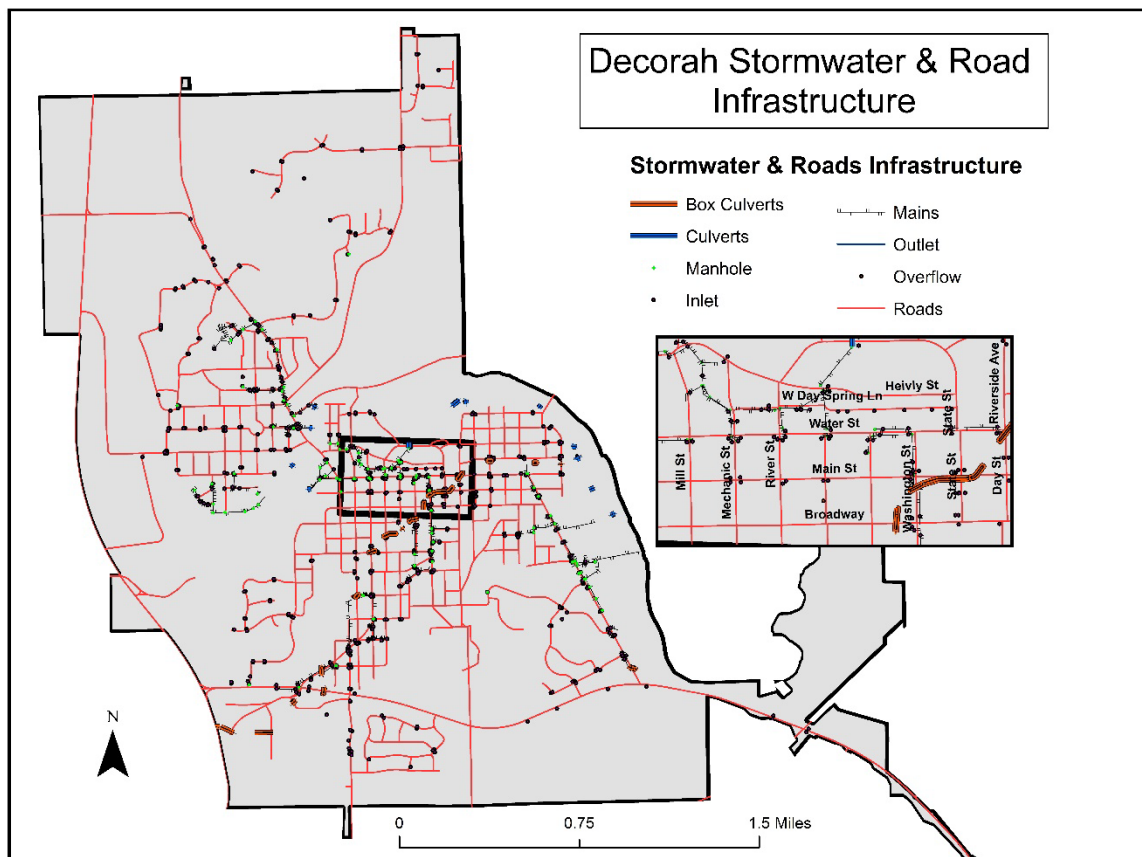 Decorah Stormwater & Road
Infrastructure
Stormwater & Roads Infrastructure
Box Culverts
Culverts
Manhole
Inlet
Mains
Outlet
Overflow
Roads
Heivly St
W Day Spring Ln
Water St
Main St
Broadway
Mill St
Mechanic St
River St
Washington St
State St
State St
Day St
Riverside Ave
N
0
0.75
1.5 Miles